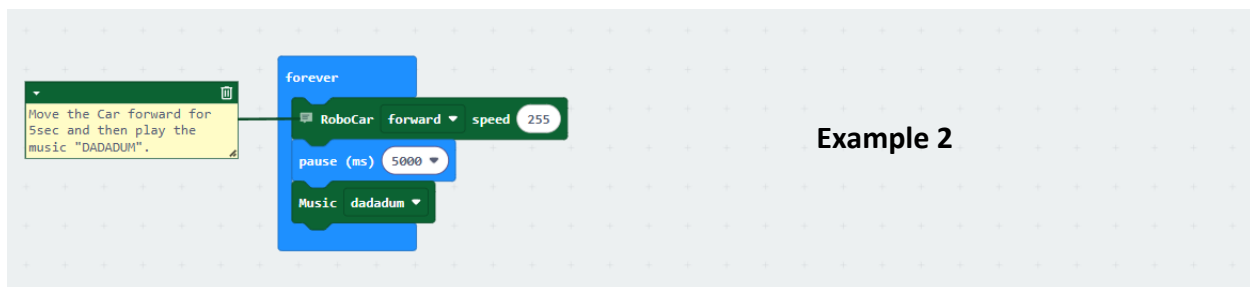 forever
Move the Car forward for
5sec and then play the
music "DADADUM".
RoboCar forward speed 255
pause (ms) 5000
Music dadadum
Example 2